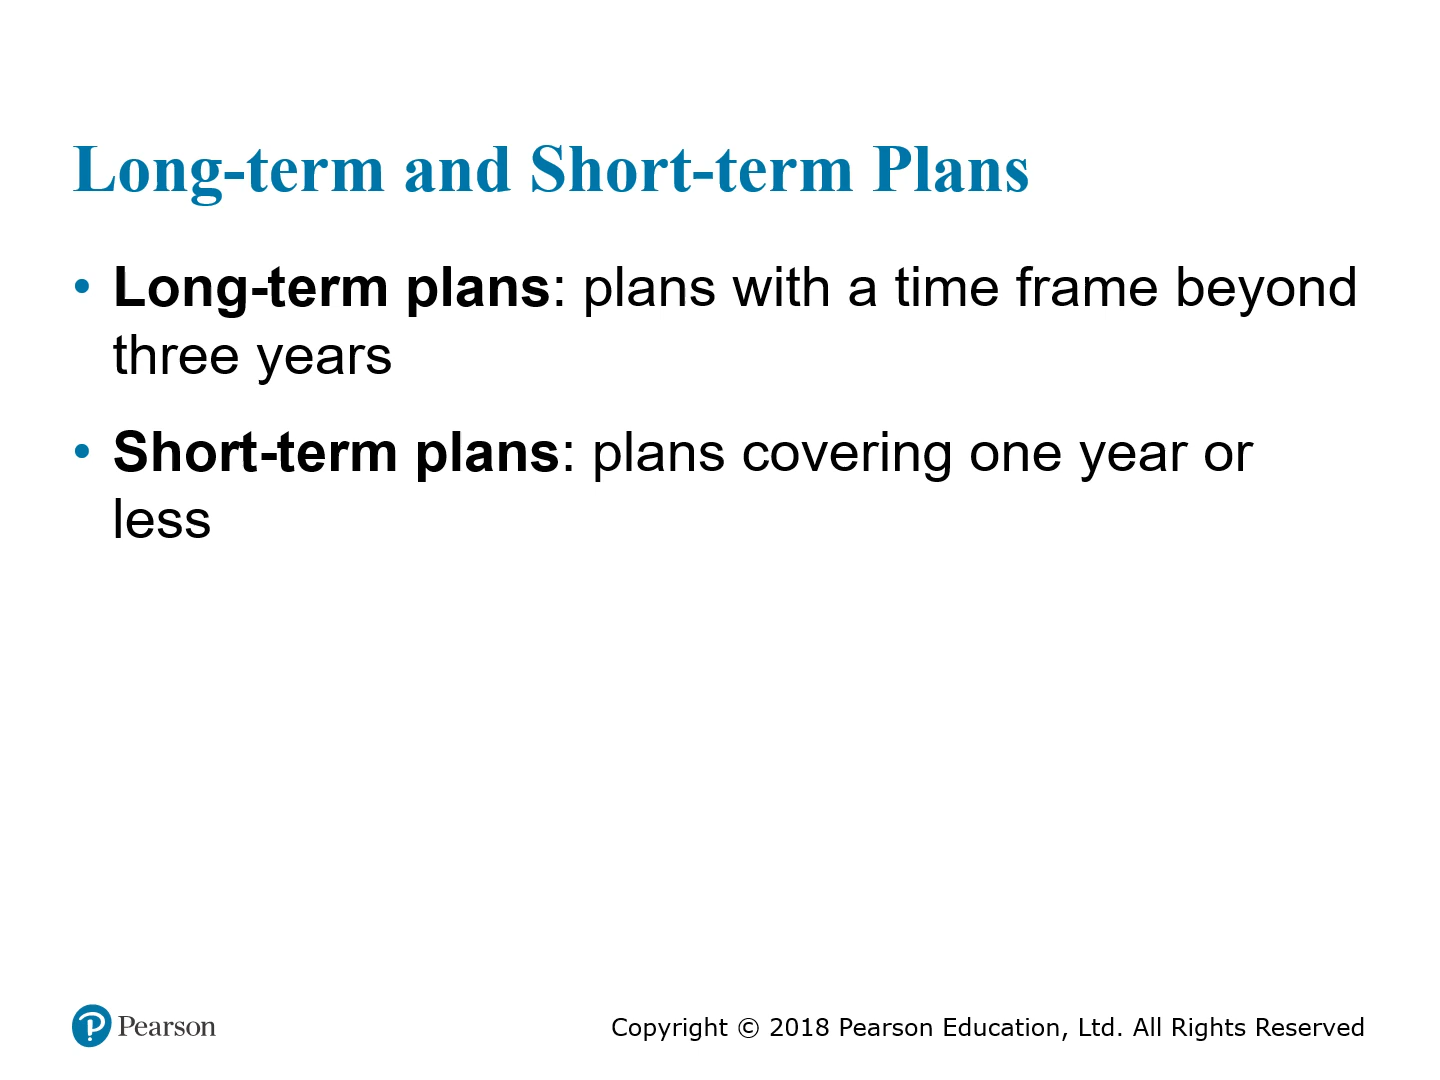 Long-term and Short-term Plans
• Long-term plans: plans with a time frame beyond
three years
• Short-term plans: plans covering one year or
less
Pearson
Copyright © 2018 Pearson Education, Ltd. All Rights Reserved